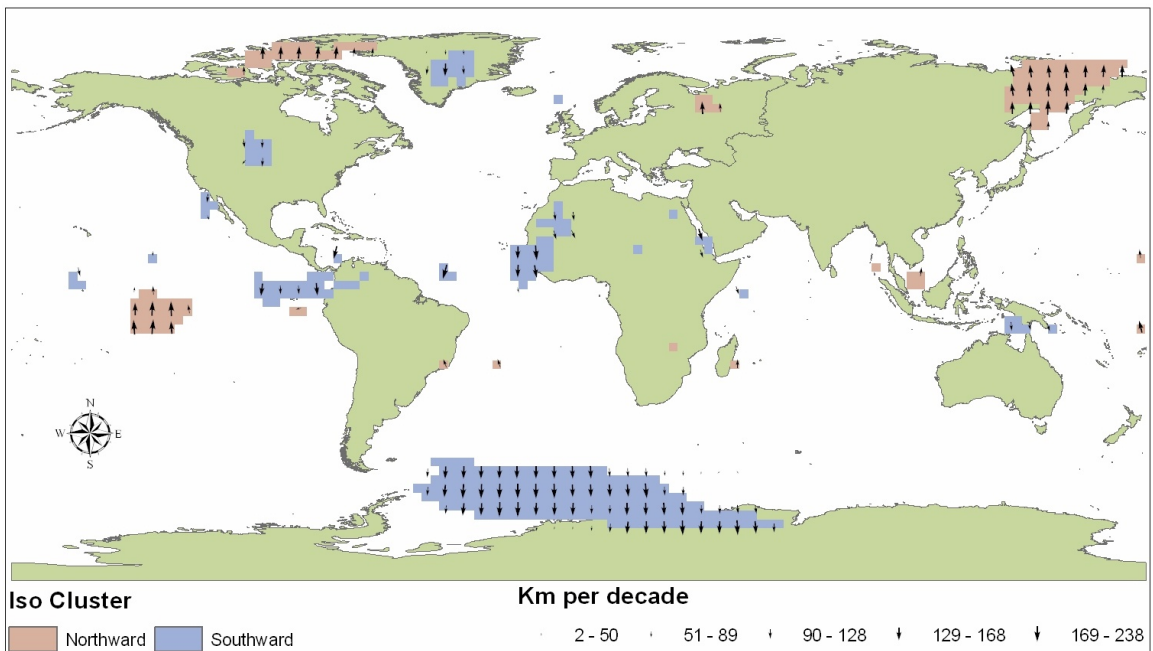 N
W E
S
Iso Cluster
Northward Southward
Km per decade
2 - 50 51 - 89 90 - 128 129 - 168 169 - 238